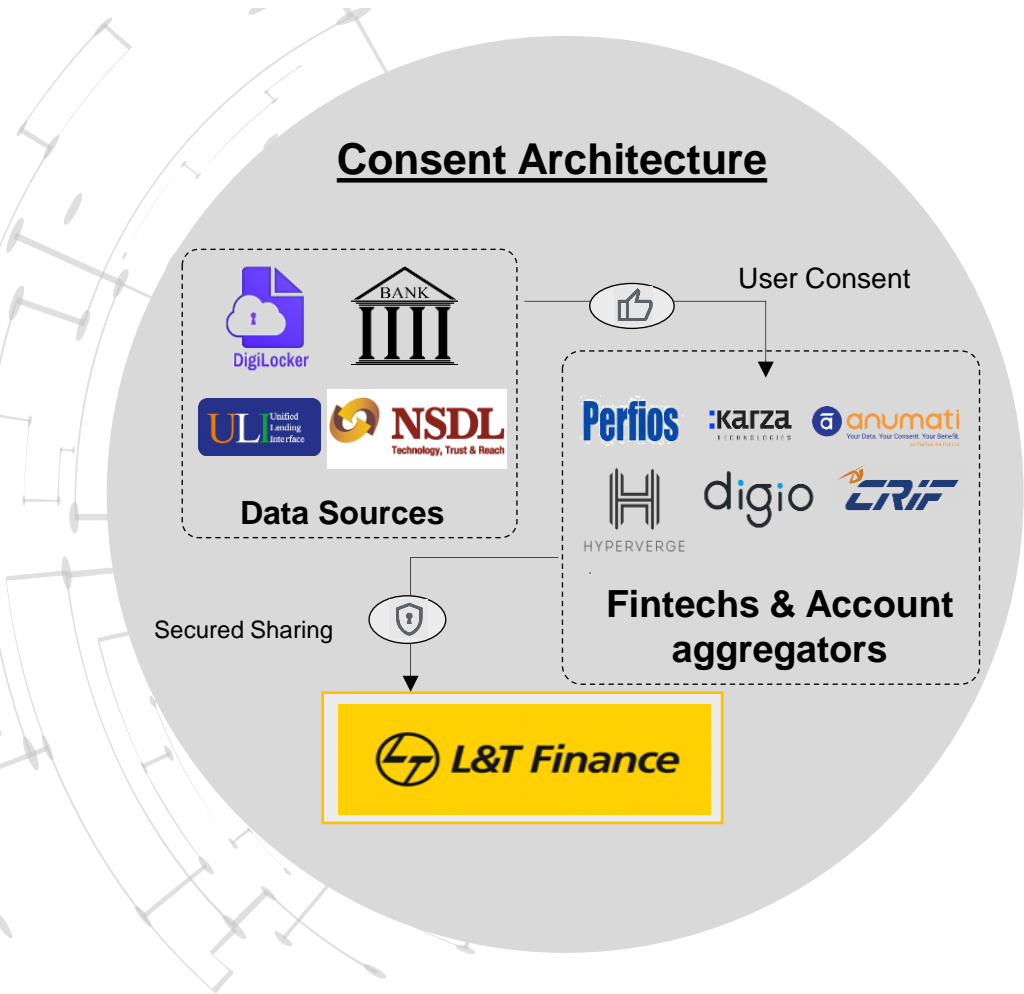 Consent Architecture
BANK
DigiLocker
ULI Unified
Lending
Interface
NSDL
Technology, Trust & Reach
Data Sources
User Consent
Perfios
:karza
TECHNOLOGIES
ā anumati
Your Data. Your Consent. Your Benefit.
HYPERVERGE
digio
CRIF
Fintechs & Account
aggregators
Secured Sharing
LT L&T Finance